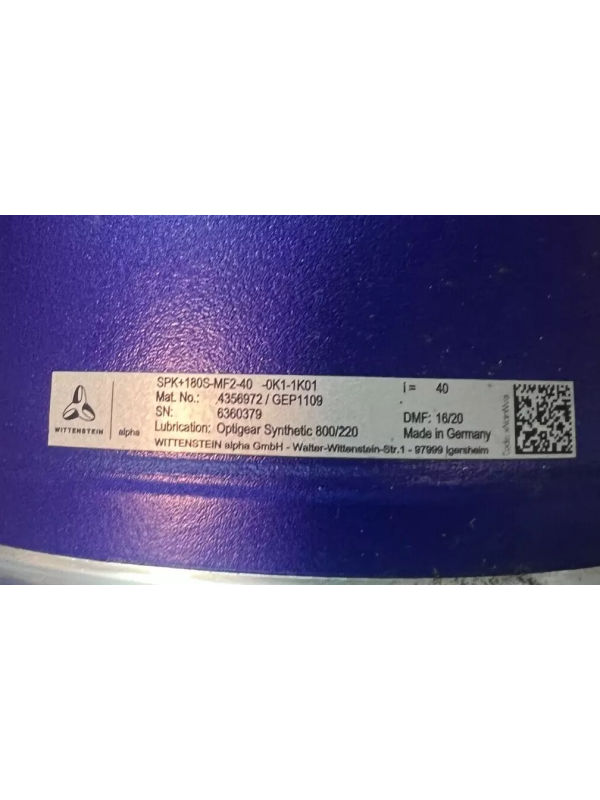 SPK+180S-MF2-40 -0K1-1K01 i= 40
Mat. No.: 4356972 / GEP1109
SN: 6360379 DMF: 16/20
Lubrication: Optigear Synthetic 800/220 Made in Germany
WITTENSTEIN alpha GmbH - Walter-Wittenstein-Str.1 - 97999 Igersheim
WITTENSTEIN alpha
Code: